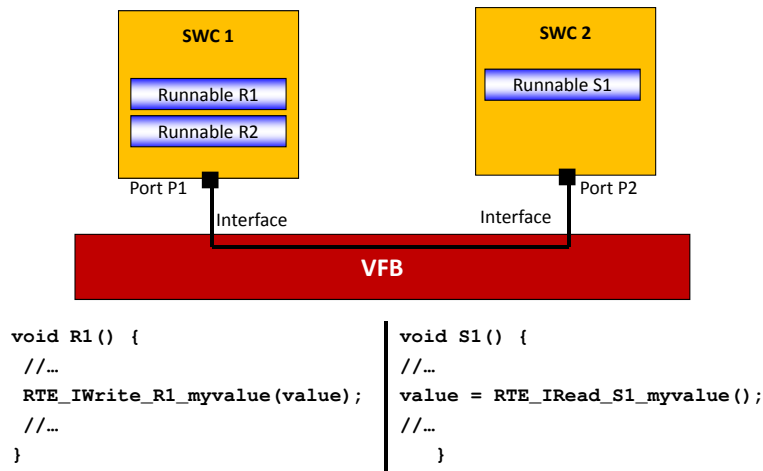 SWC 1
Runnable R1
Runnable R2
Port P1
Interface
SWC 2
Runnable S1
Port P2
Interface
VFB
void R1() {
//…
RTE_IWrite_R1_myvalue(value);
//…
}
void S1() {
//…
value = RTE_IRead_S1_myvalue();
//…
}